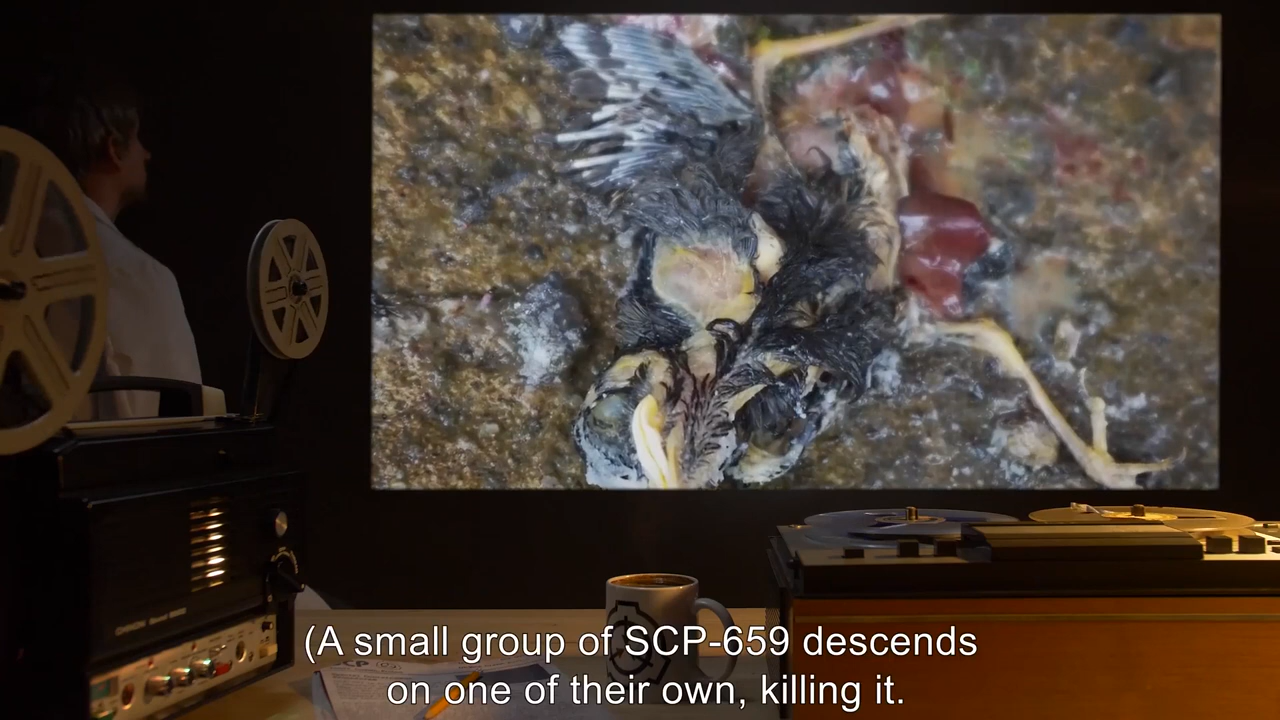 (A small group of SCP-659 descends
on one of their own, killing it.